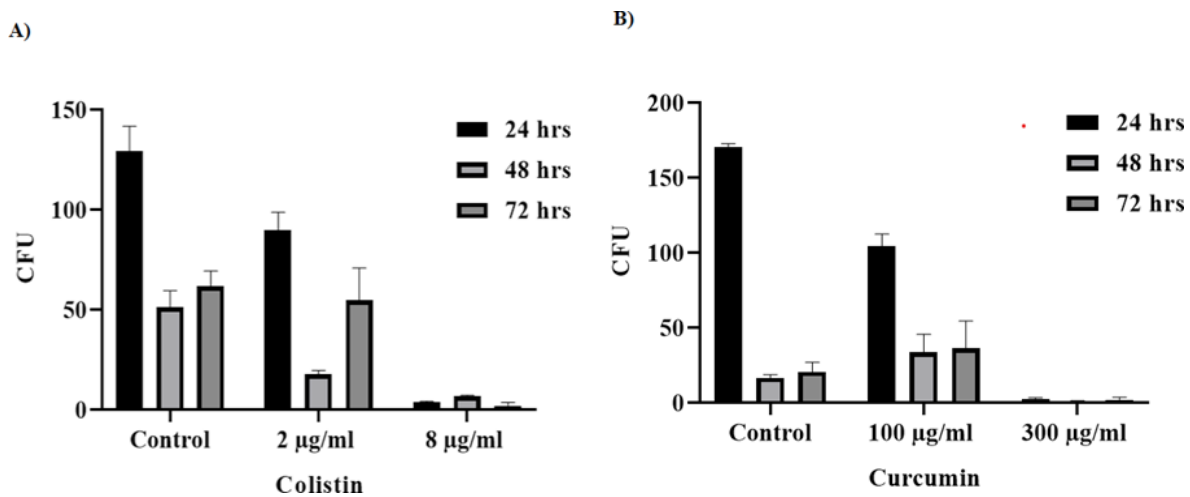 A)
150
100
50
0
CFU
24 hrs
48 hrs
72 hrs
Control
2 µg/ml
8 µg/ml
Colistin
B)
200
150
100
50
0
CFU
24 hrs
48 hrs
72 hrs
Control
100 µg/ml
300 µg/ml
Curcumin